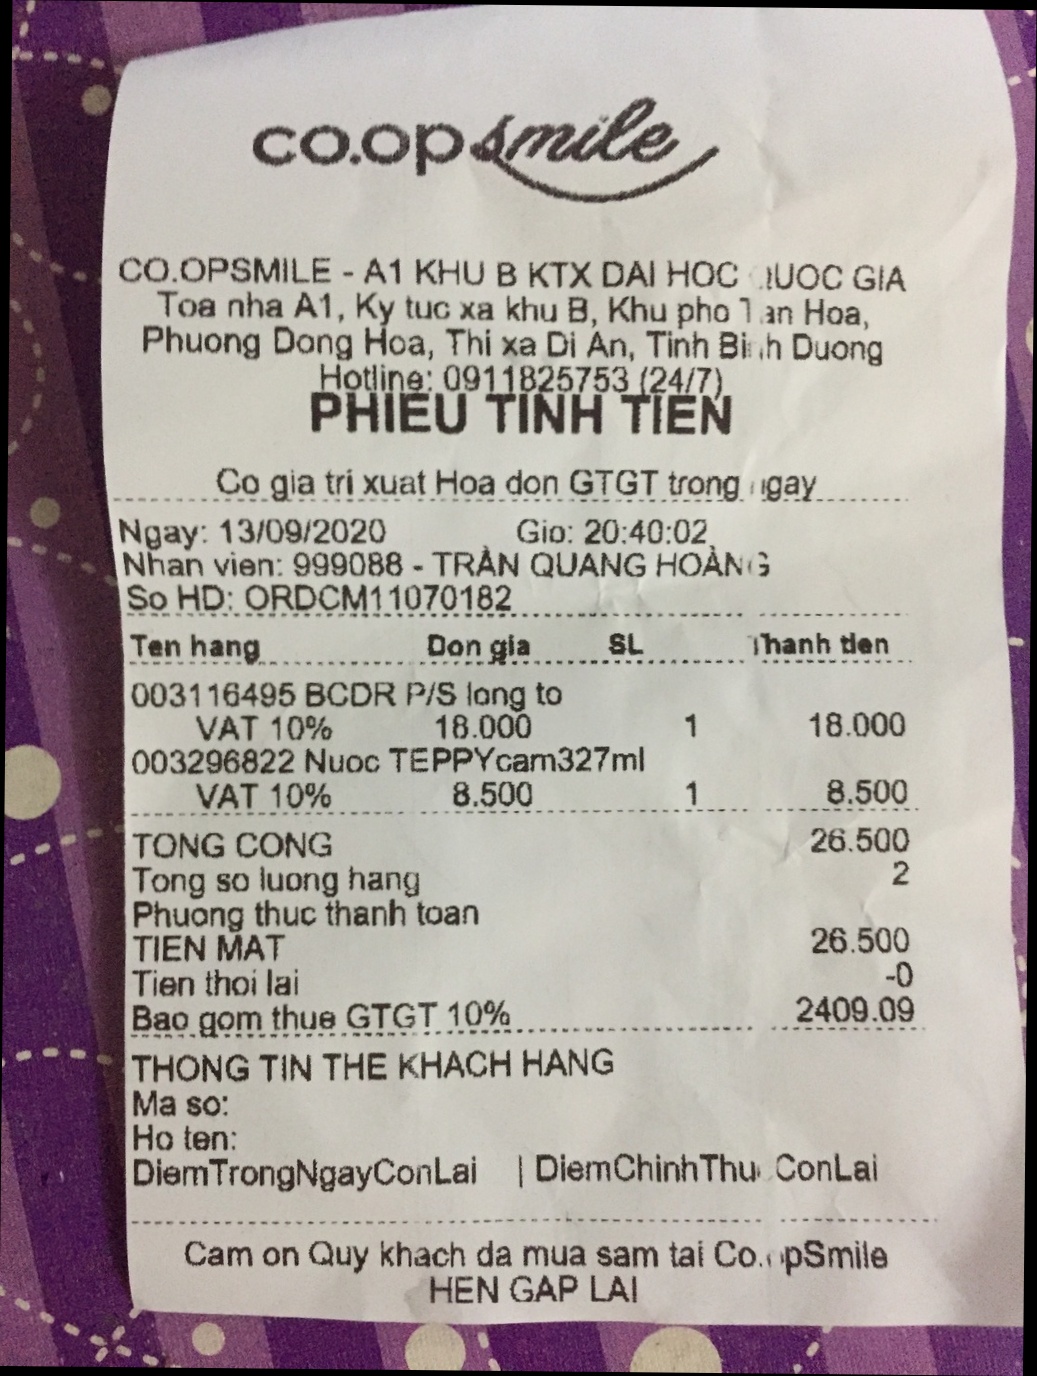 co.op smile
CO.OPSMILE - A1 KHU B KTX DAI HOC QUOC GIA
Toa nha A1, Ky tuc xa khu B, Khu pho Tan Hoa,
Phuong Dong Hoa, Thi xa Di An, Tinh Binh Duong
Hotline: 0911825753 (24/7)
PHIEU TINH TIEN
Co gia tri xuat Hoa don GTGT trong ngay
Ngay: 13/09/2020 Gio: 20:40:02
Nhan vien: 999088 - TRẦN QUANG HOÀNG
So HD: ORDCM11070182
Ten hang Don gia SL Thanh tien
003116495 BCDR P/S long to
VAT 10% 18.000 1 18.000
003296822 Nuoc TEPPYcam327ml
VAT 10% 8.500 1 8.500
TONG CONG 26.500
Tong so luong hang 2
Phuong thuc thanh toan
TIEN MAT 26.500
Tien thoi lai -0
Bao gom thue GTGT 10% 2409.09
THONG TIN THE KHACH HANG
Ma so:
Ho ten:
DiemTrongNgayConLai | DiemChinhThucConLai
Cam on Quy khach da mua sam tai Co.opSmile
HEN GAP LAI